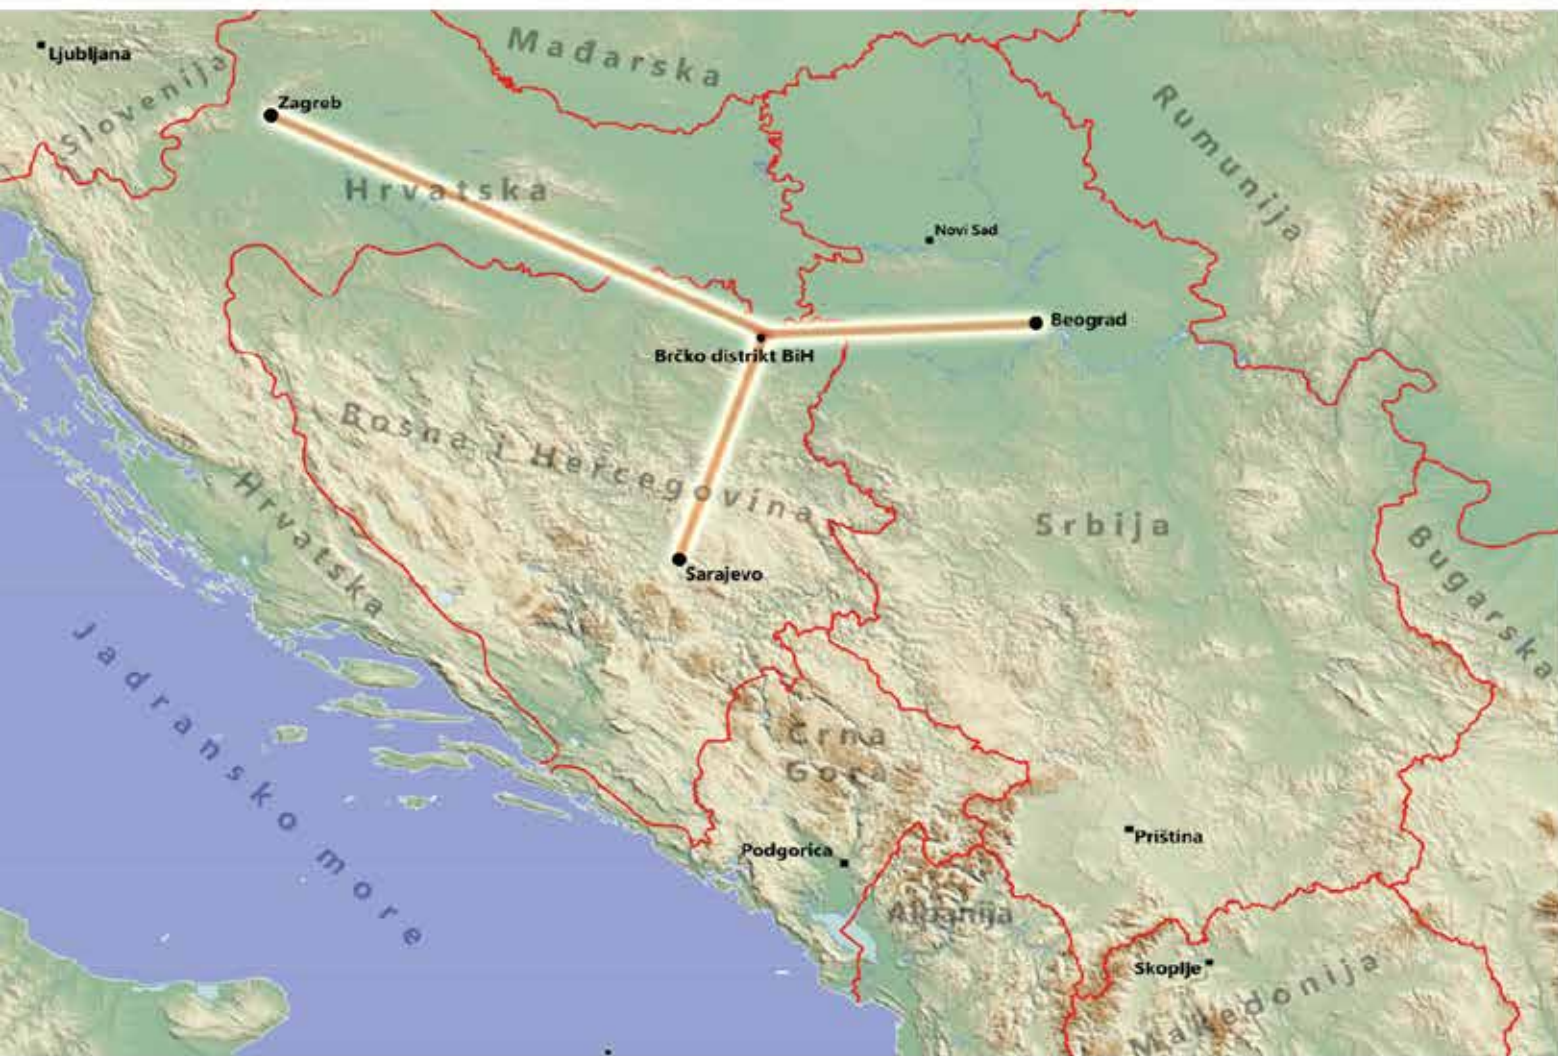 Ljubljana
Slovenija
Mađarska
Zagreb
Rumunija
Hrvatska
Novi Sad
Beograd
Brčko distrikt BiH
Bosna i Hercegovina
Hrvatska
Srbija
Bugarska
Sarajevo
Jadransko more
Crna
Gora
Priština
Podgorica
Albanija
Skoplje
Makedonija